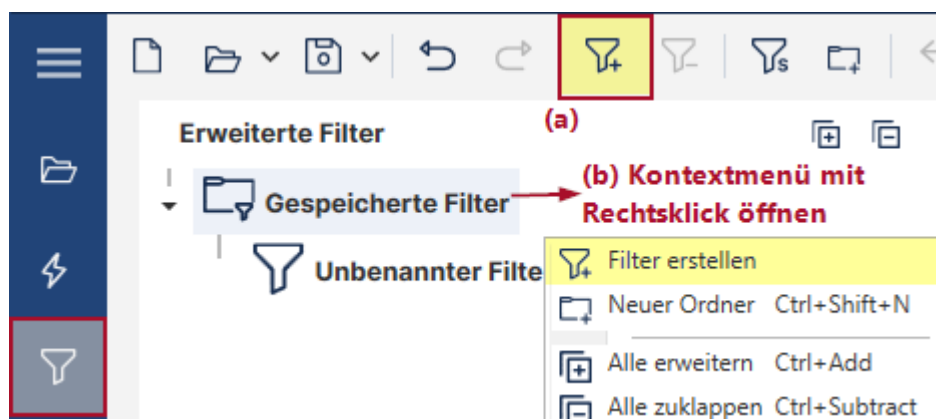 S
(a)
Erweiterte Filter
(b) Kontextmenü mit
Rechtsklick öffnen
Gespeicherte Filter
Unbenannter Filte
Filter erstellen
Neuer Ordner Ctrl+Shift+N
Alle erweitern Ctrl+Add
Alle zuklappen Ctrl+Subtract